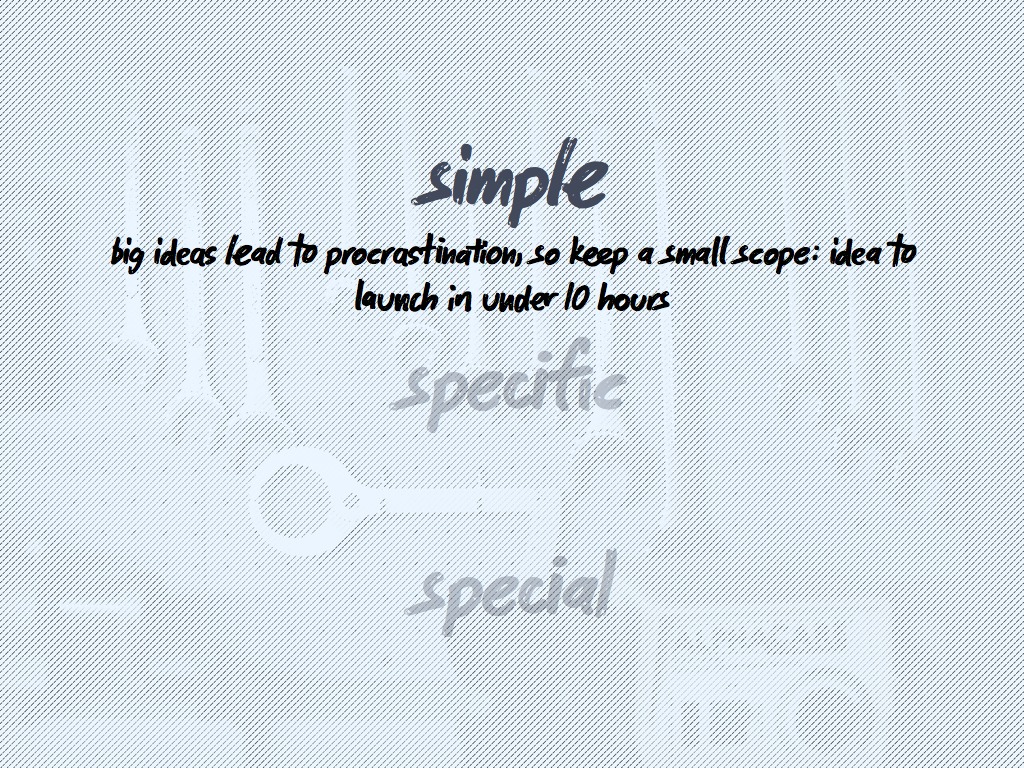 simple
big ideas lead to procrastination, so keep a small scope: idea to
launch in under 10 hours
specific
special